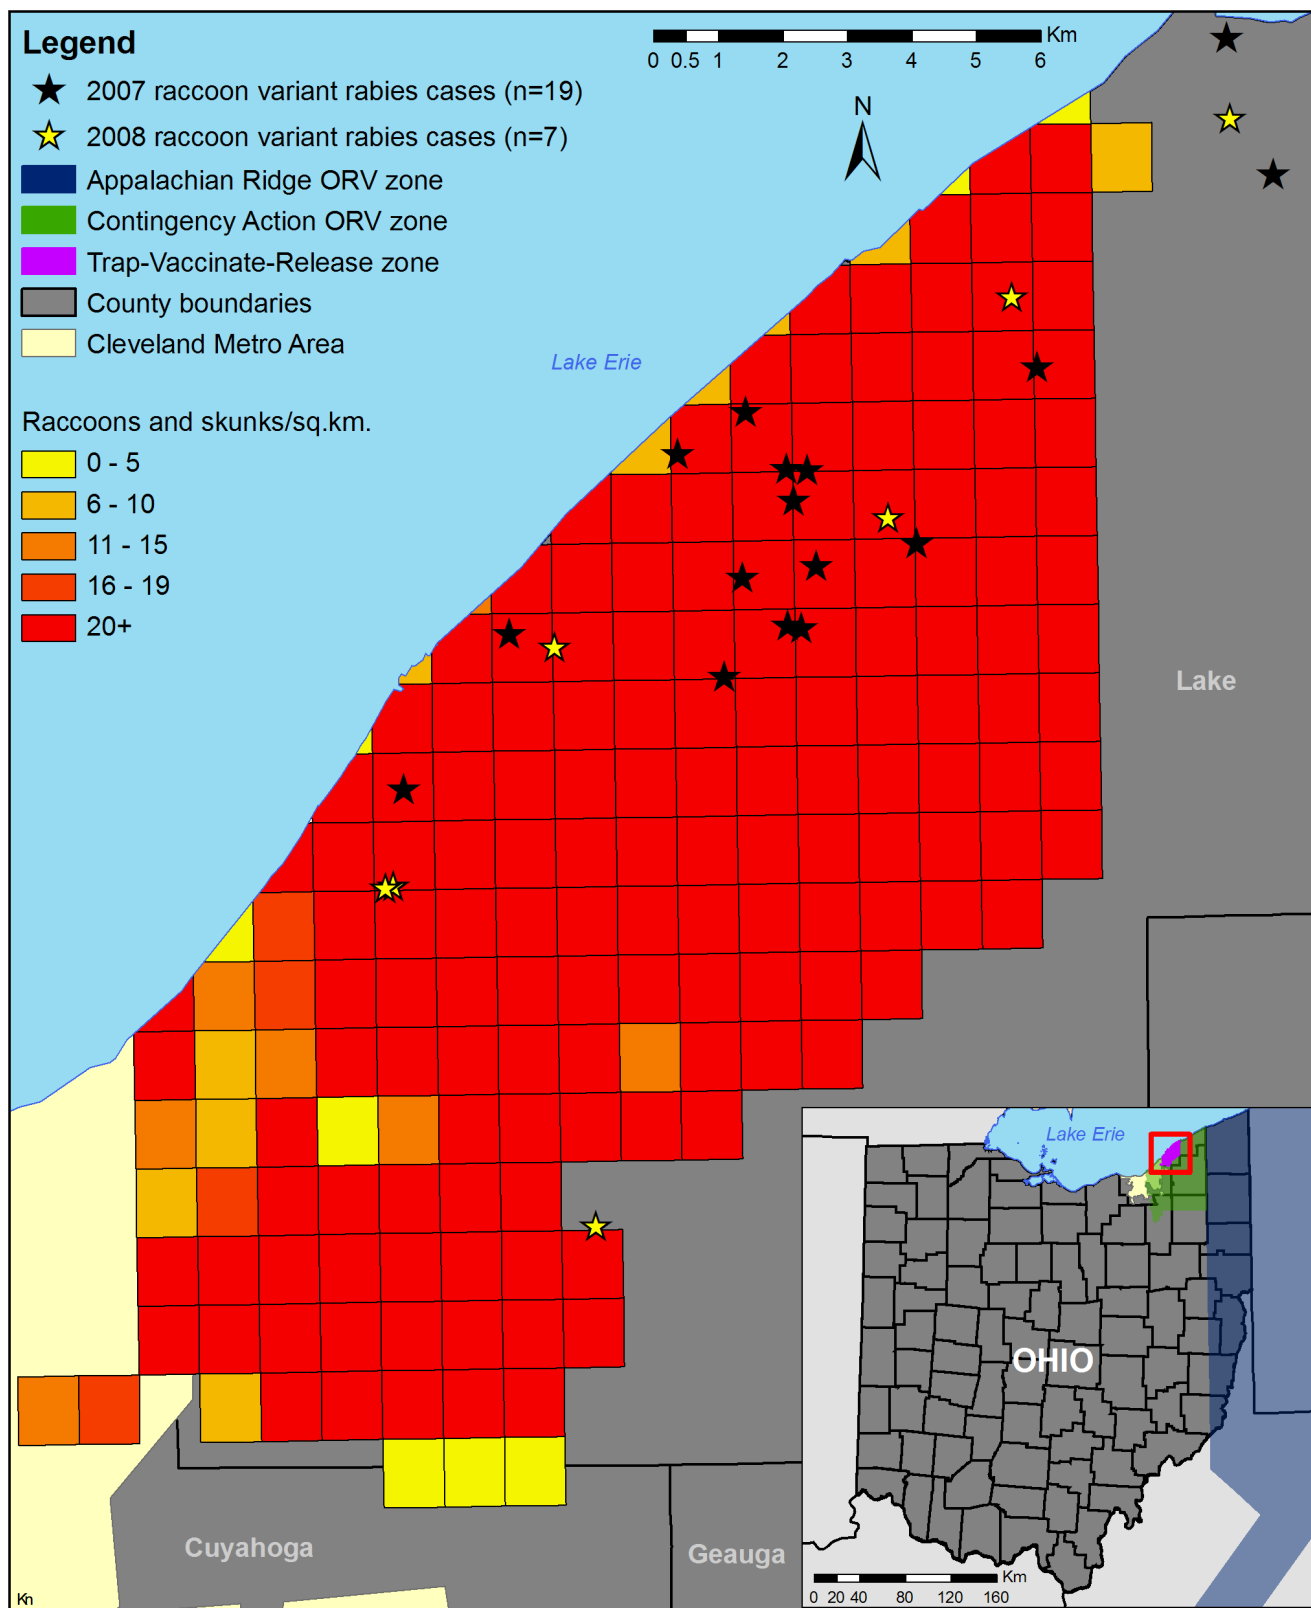 Legend
2007 raccoon variant rabies cases (n=19)
2008 raccoon variant rabies cases (n=7)
Appalachian Ridge ORV zone
Contingency Action ORV zone
Trap-Vaccinate-Release zone
County boundaries
Cleveland Metro Area
Raccoons and skunks/sq.km.
0 - 5
6 - 10
11 - 15
16 - 19
20+
Km
0 0.5 1 2 3 4 5 6
N
Lake Erie
Lake
Cuyahoga
Geauga
Lake Erie
OHIO
Km
0 20 40 80 120 160
Kn